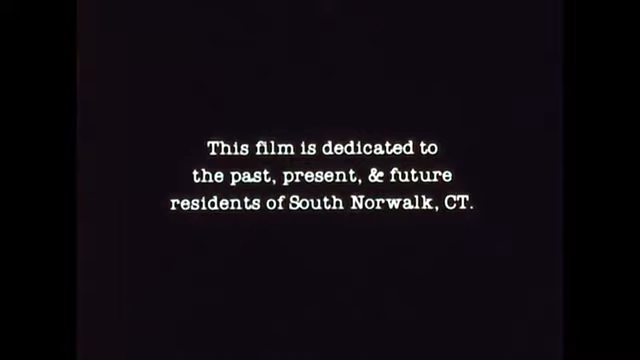 This film is dedicated to
the past, present, & future
residents of South Norwalk, CT.